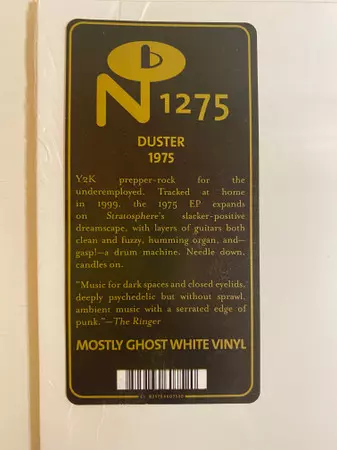 N 1275
DUSTER
1975
Y2K prepper-rock for the
underemployed. Tracked at home
in 1999, the 1975 EP expands
on Stratosphere's slacker-positive
dreamscape, with layers of guitars both
clean and fuzzy, humming organ, and—
gasp!—a drum machine. Needle down,
candles on.
"Music for dark spaces and closed eyelids,
deeply psychedelic but without sprawl,
ambient music with a serrated edge of
punk."—The Ringer
MOSTLY GHOST WHITE VINYL